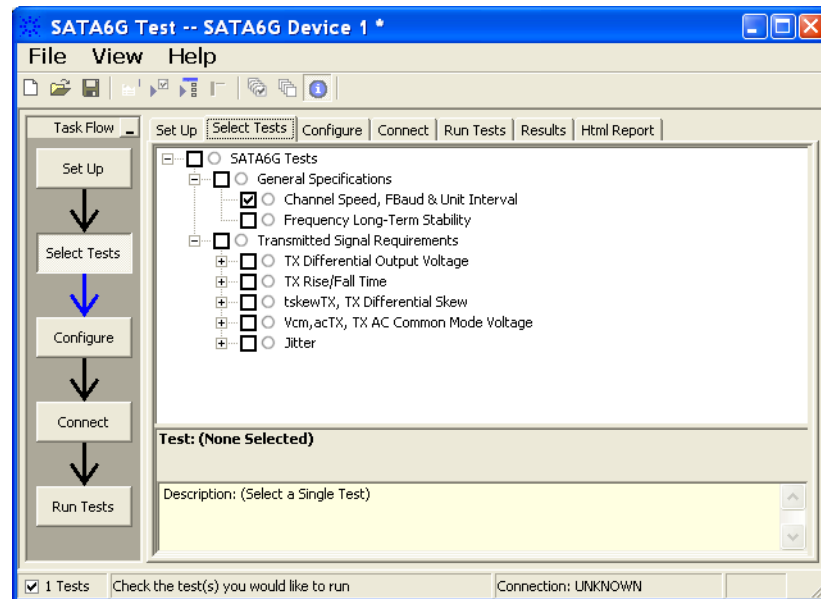 SATA6G Test -- SATA6G Device 1 *
File View Help
Task Flow
Set Up
Select Tests
Configure
Connect
Run Tests
Set Up Select Tests Configure Connect Run Tests Results Html Report
SATA6G Tests
General Specifications
Channel Speed, FBaud & Unit Interval
Frequency Long-Term Stability
Transmitted Signal Requirements
TX Differential Output Voltage
TX Rise/Fall Time
tskewTX, TX Differential Skew
Vcm,acTX, TX AC Common Mode Voltage
Jitter
Test: (None Selected)
Description: (Select a Single Test)
1 Tests Check the test(s) you would like to run Connection: UNKNOWN